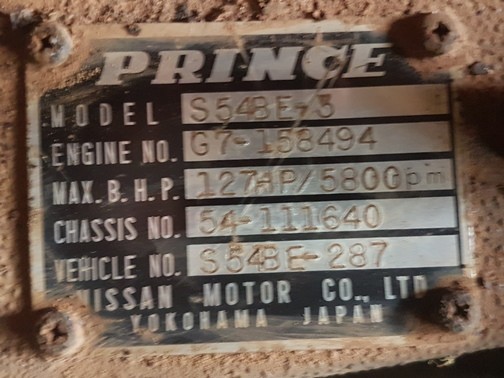 PRINCE
MODEL S54BE-3
ENGINE NO. G7-158494
MAX. B. H. P. 127HP/5800rpm
CHASSIS NO. 54-111640
VEHICLE NO. S54BE-287
NISSAN MOTOR CO., LTD
YOKOHAMA JAPAN